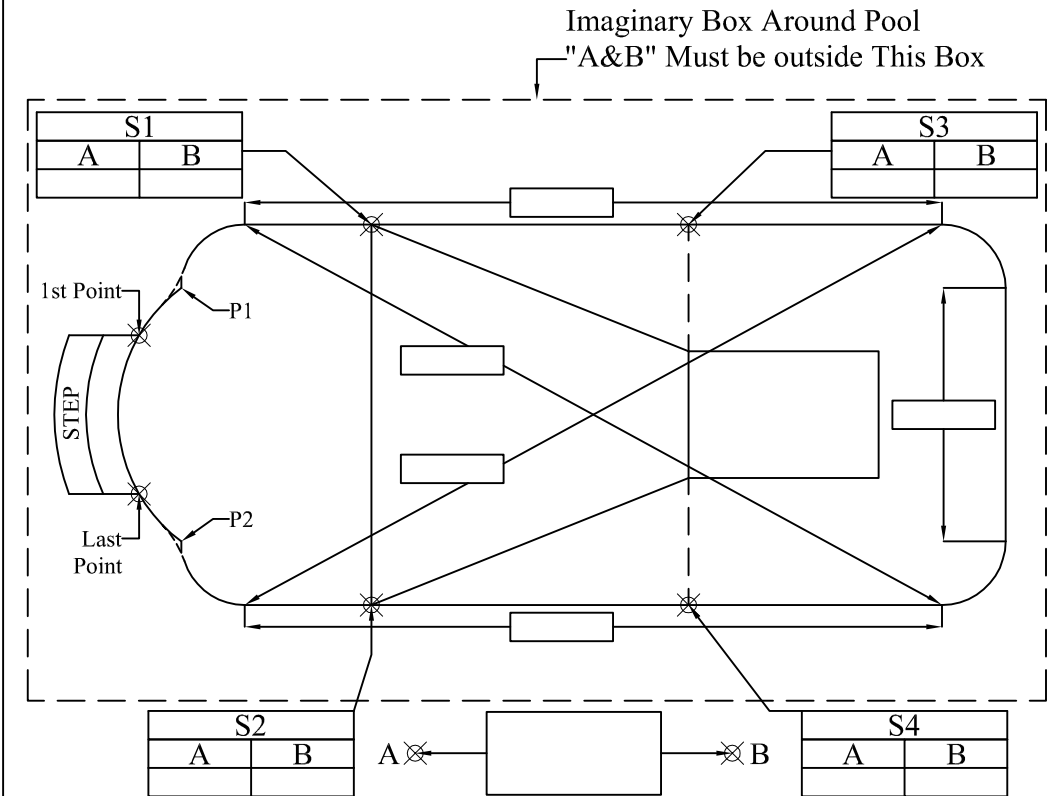 Imaginary Box Around Pool
"A&B" Must be outside This Box
S1
A B
S3
A B
1st Point
P1
STEP
P2
Last
Point
S2
A B
A
B
S4
A B